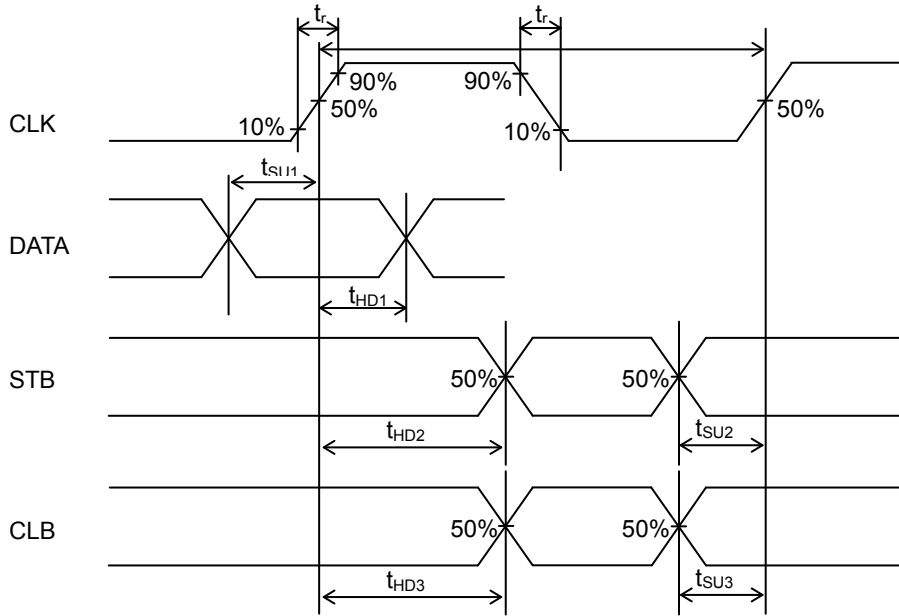 tr
tr
90%
90%
50%
50%
CLK
10%
10%
tSU1
DATA
tHD1
STB
50%
50%
tHD2
tSU2
CLB
50%
50%
tHD3
tSU3